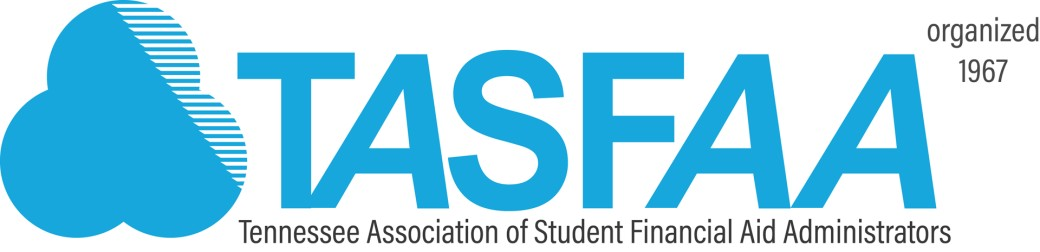 TASFAA
organized
1967
Tennessee Association of Student Financial Aid Administrators